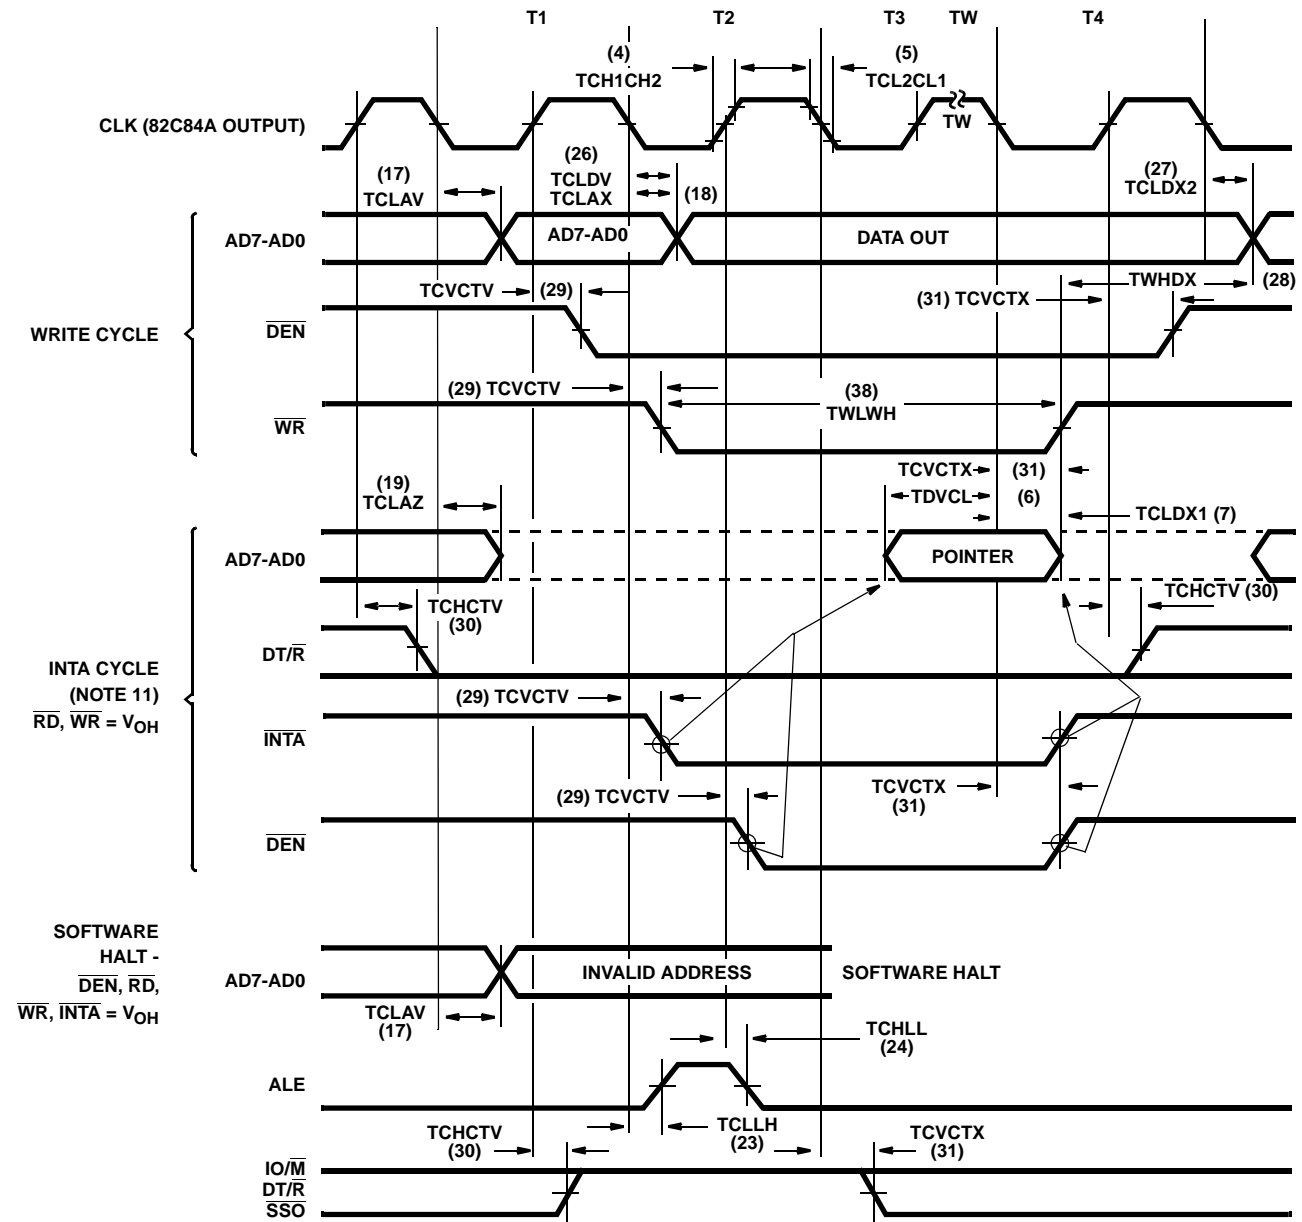 T1 T2 T3 TW T4
(4) (5)
TCH1CH2 TCL2CL1
CLK (82C84A OUTPUT) TW
(17) (26) (27)
TCLAV TCLDV (18) TCLDX2
TCLAX
AD7-AD0 AD7-AD0 DATA OUT
TCVCTV (29) (31) TCVCTX TWHDX (28)
WRITE CYCLE DEN
(29) TCVCTV (38)
TWLWH
WR
TCVCTX (31)
(19) TDVCL (6)
TCLAZ TCLDX1 (7)
AD7-AD0 POINTER
TCHCTV TCHCTV (30)
(30)
DT/R
INTA CYCLE
(NOTE 11)
RD, WR = VOH
(29) TCVCTV
INTA
(29) TCVCTV TCVCTX
(31)
DEN
SOFTWARE
HALT -
DEN, RD,
WR, INTA = VOH
AD7-AD0 INVALID ADDRESS SOFTWARE HALT
TCLAV
(17)
TCHLL
(24)
ALE
TCHCTV TCLLH TCVCTX
(30) (23) (31)
IO/M
DT/R
SSO